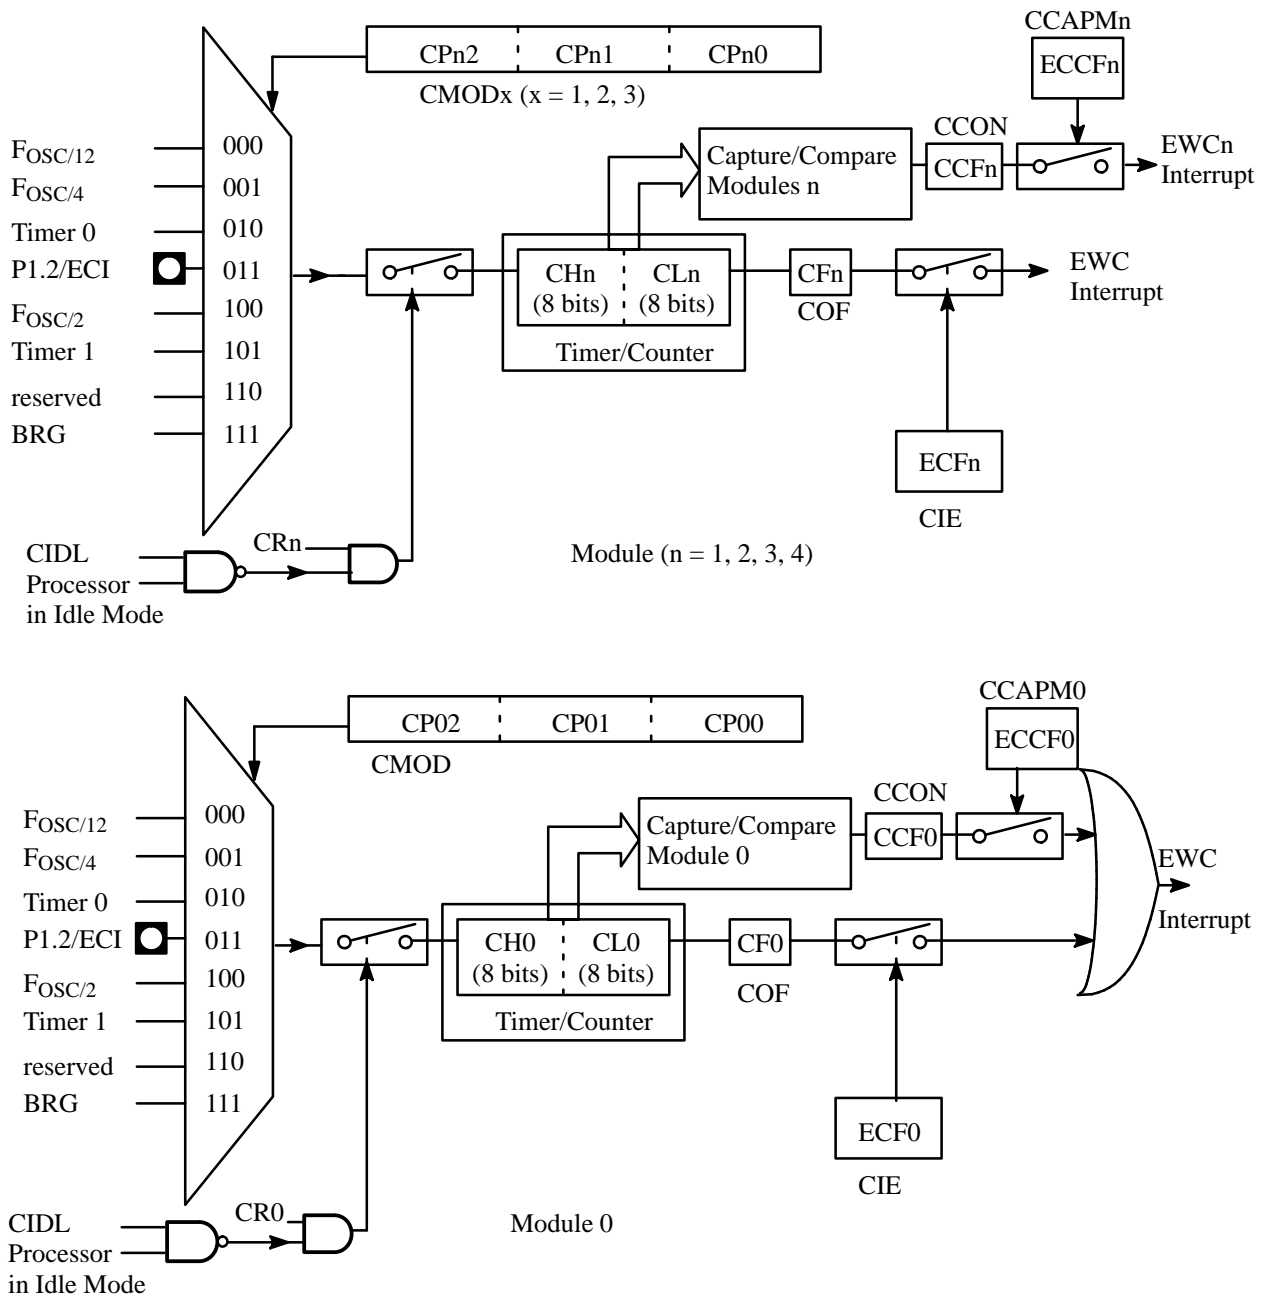 CCAPMn
CPn2 CPn1 CPn0
ECCFn
CMODx (x = 1, 2, 3)
FOSC/12 000
CCON
EWCn
Interrupt
Capture/Compare
Modules n
CCFn
FOSC/4 001
Timer 0 010
P1.2/ECI 011
CHn
(8 bits)
CLn
(8 bits)
CFn
EWC
Interrupt
COF
FOSC/2 100
Timer 1 101
Timer/Counter
reserved 110
BRG 111
ECFn
CIE
CIDL
Processor
in Idle Mode
CRn
Module (n = 1, 2, 3, 4)
CCAPM0
CP02 CP01 CP00
ECCF0
CMOD
CCON
FOSC/12 000
Capture/Compare
Module 0
CCF0
FOSC/4 001
EWC
Interrupt
Timer 0 010
P1.2/ECI 011
CH0
(8 bits)
CL0
(8 bits)
CF0
COF
FOSC/2 100
Timer 1 101
Timer/Counter
reserved 110
BRG 111
ECF0
CIE
CIDL
Processor
in Idle Mode
CR0
Module 0